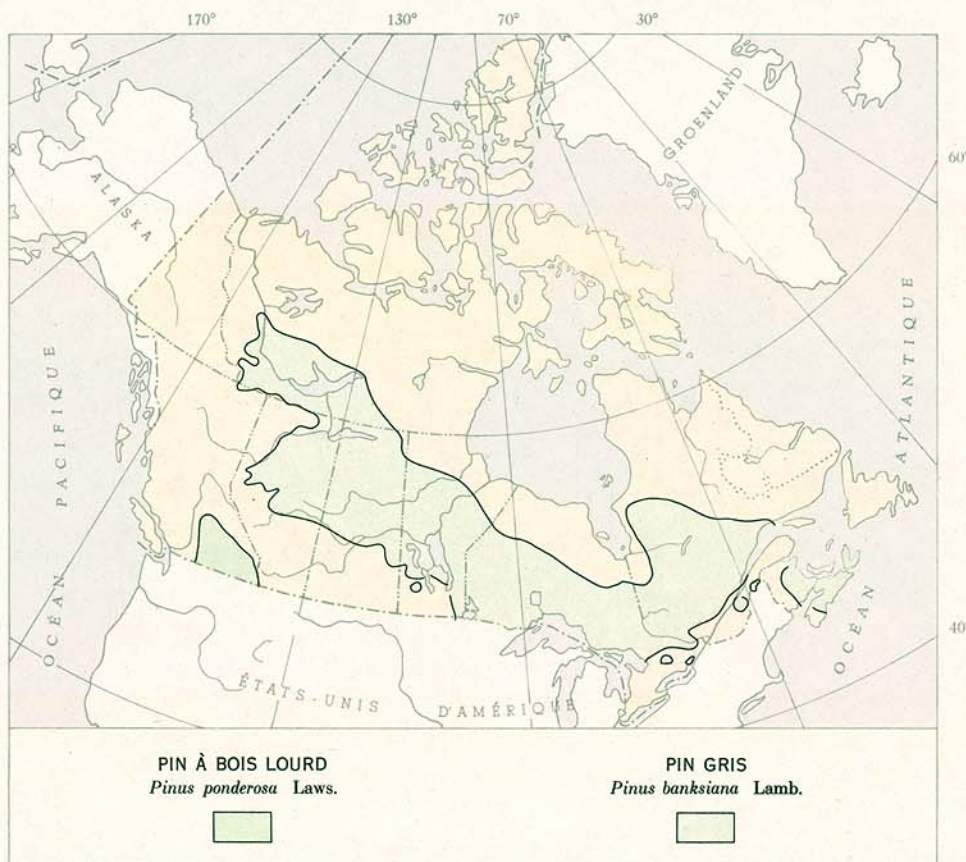 170°
130°
70°
30°
60°
40°
ALASKA
GROENLAND
OCÉAN PACIFIQUE
OCÉAN ATLANTIQUE
ÉTATS-UNIS D'AMÉRIQUE
PIN À BOIS LOURD
Pinus ponderosa Laws.
PIN GRIS
Pinus banksiana Lamb.